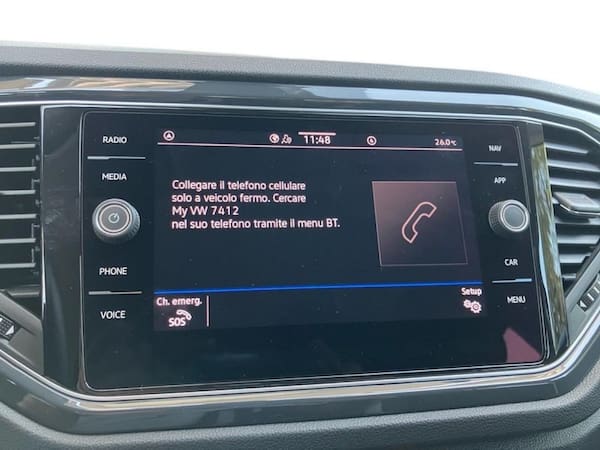 RADIO
MEDIA
PHONE
VOICE
11:48
26.0°C
Collegare il telefono cellulare
solo a veicolo fermo. Cercare
My VW 7412
nel suo telefono tramite il menu BT.
Ch. emerg.
SOS
Setup
NAV
APP
CAR
MENU